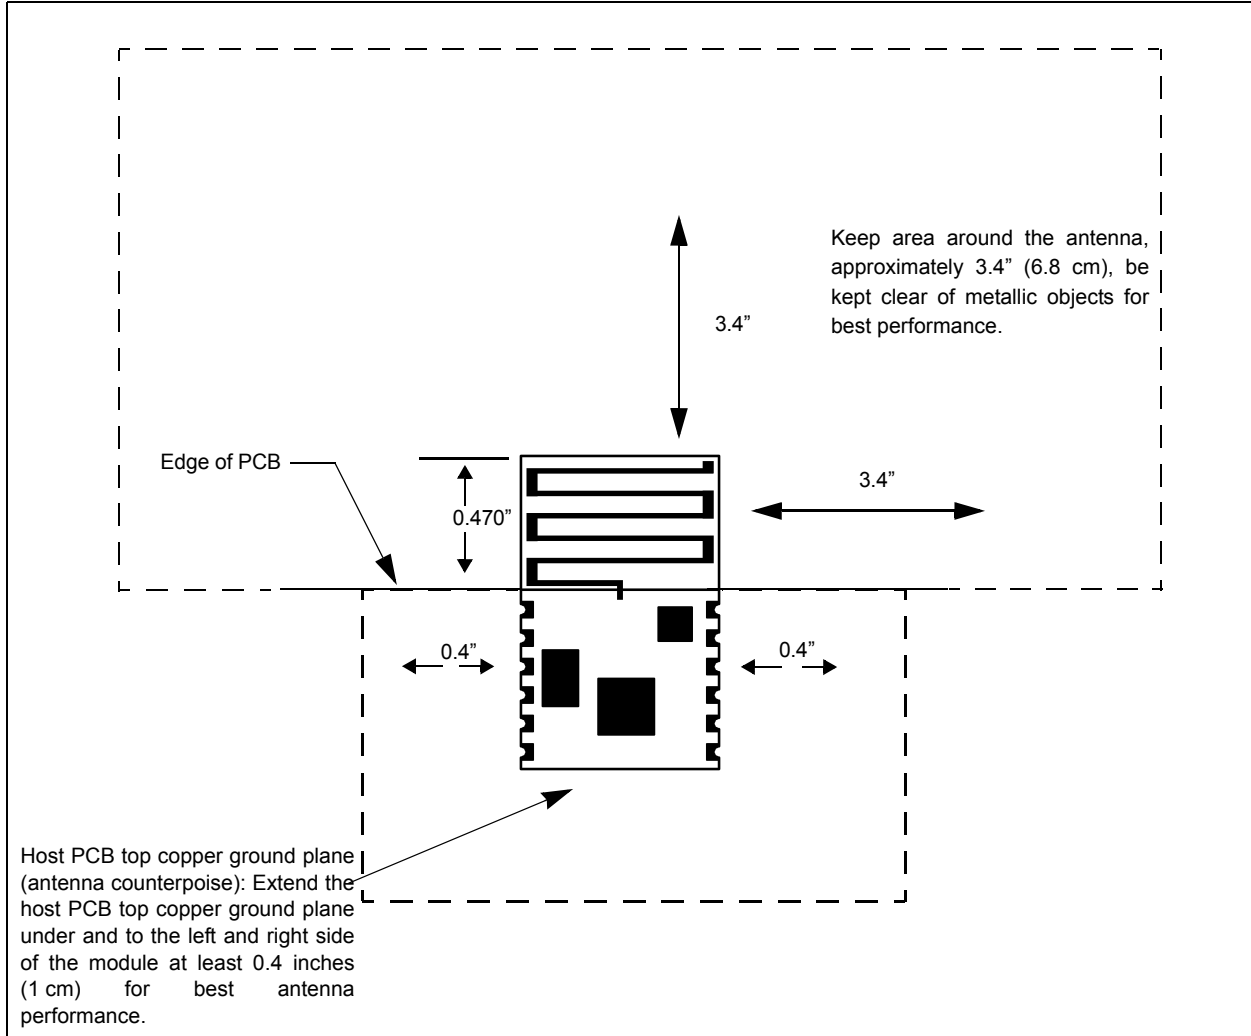 Keep area around the antenna,
approximately 3.4” (6.8 cm), be
kept clear of metallic objects for
best performance.
3.4”
Edge of PCB
0.470”
3.4”
0.4”
0.4”
Host PCB top copper ground plane
(antenna counterpoise): Extend the
host PCB top copper ground plane
under and to the left and right side
of the module at least 0.4 inches
(1 cm) for best antenna
performance.